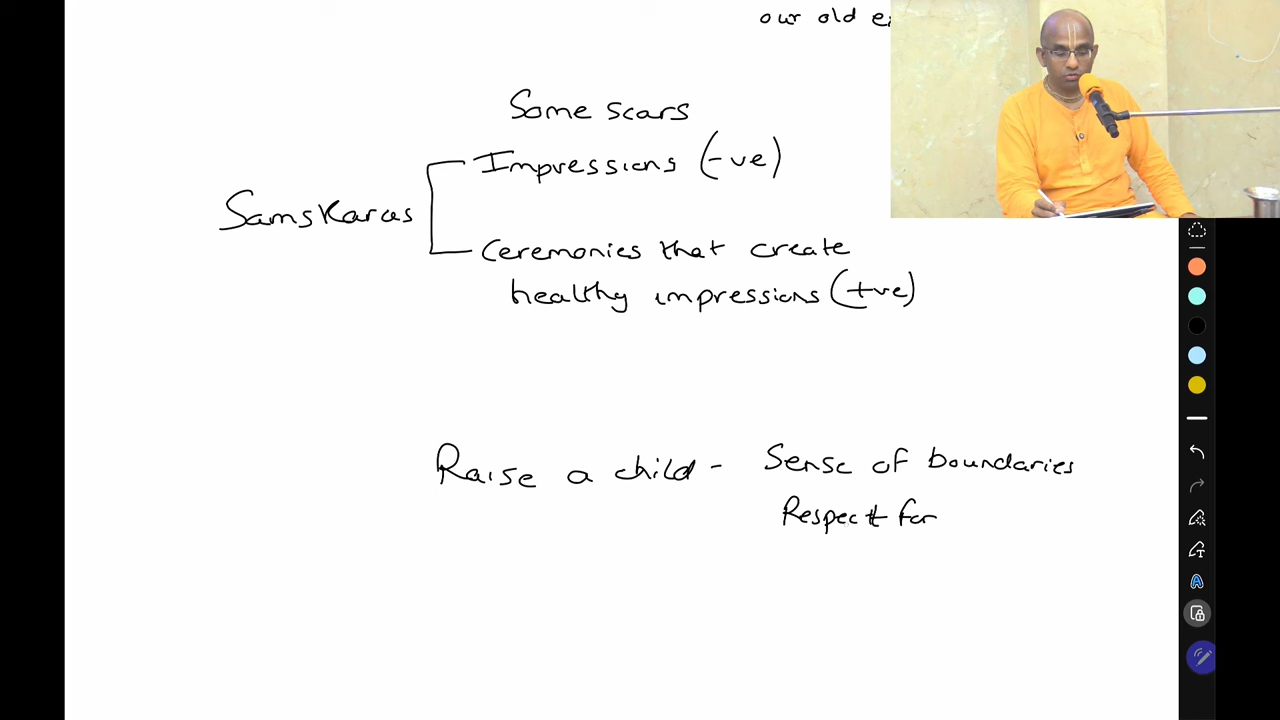 our old
Some scars
Impressions (-ve)
Samskaras
Ceremonies that create
healthy impressions (+ve)
Raise a child - Sense of boundaries
Respect for